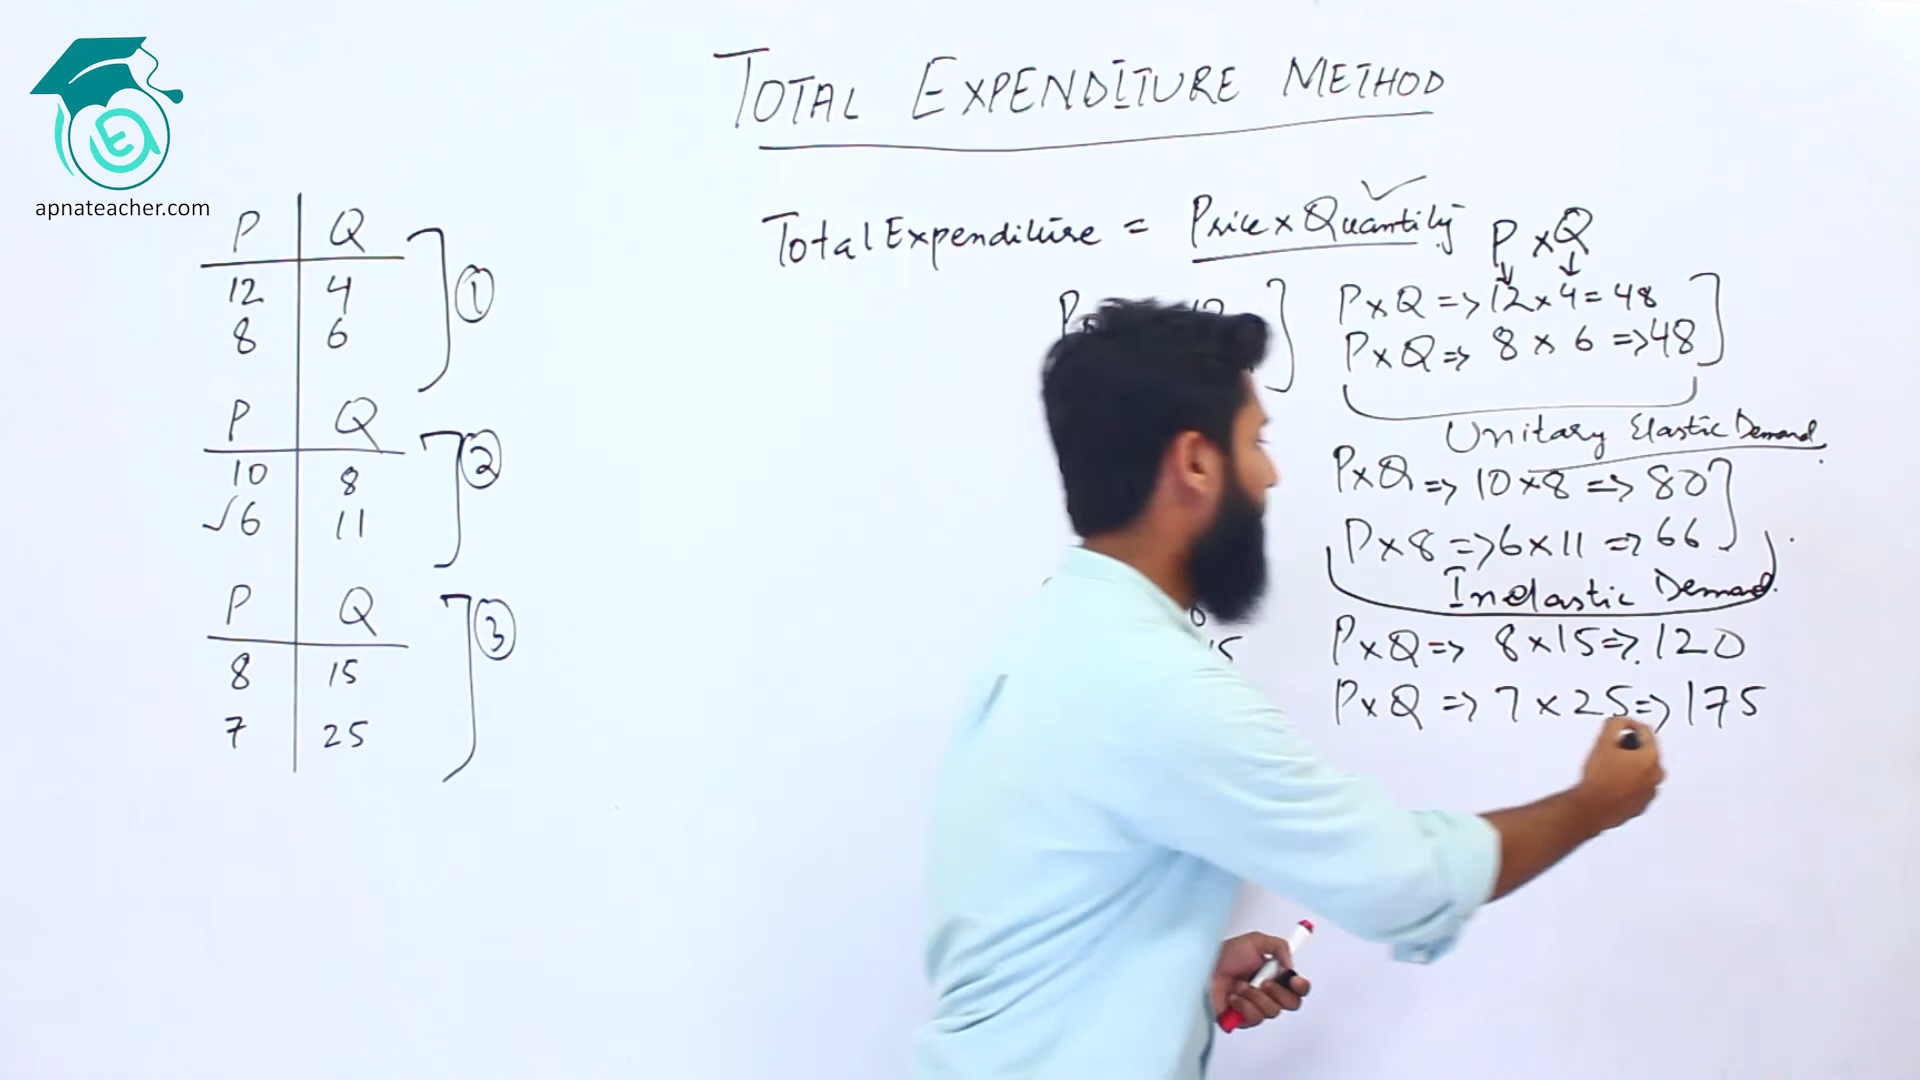 TOTAL EXPENDITURE METHOD
apnateacher.com
P Q
12 4
8 6
①
P Q
10 8
✓6 11
②
P Q
8 15
7 25
③
Total Expenditure = Price x Quantity
P x Q
P x Q => 12 x 4 = 48
P x Q => 8 x 6 => 48
Unitary Elastic Demand
P x Q => 10 x 8 => 80
P x 8 => 6 x 11 => 66
Inelastic Demand
P x Q => 8 x 15 => 120
P x Q => 7 x 25 => 175